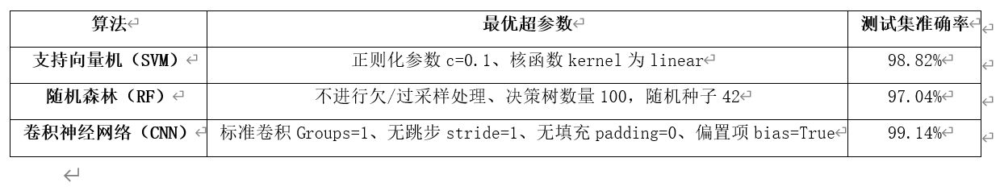 算法 最优超参数 测试集准确率
支持向量机（SVM） 正则化参数 c=0.1、核函数 kernel 为 linear 98.82%
随机森林（RF） 不进行欠/过采样处理、决策树数量 100，随机种子 42 97.04%
卷积神经网络（CNN） 标准卷积 Groups=1、无跳步 stride=1、无填充 padding=0、偏置项 bias=True 99.14%